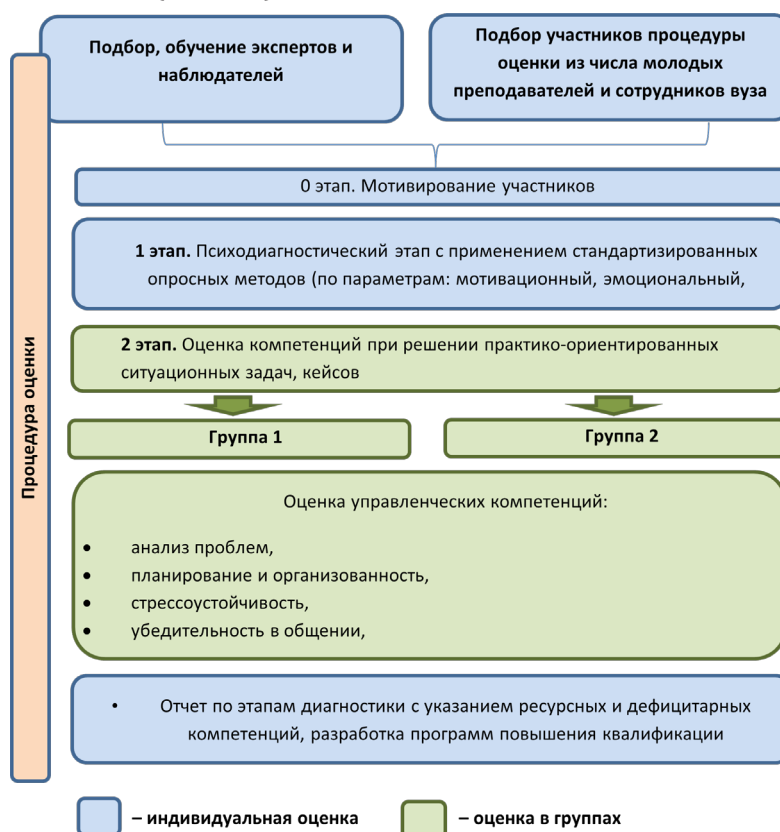 Подбор, обучение экспертов и
наблюдателей
Подбор участников процедуры
оценки из числа молодых
преподавателей и сотрудников вуза
Процедура оценки
0 этап. Мотивирование участников
1 этап. Психодиагностический этап с применением стандартизированных
опросных методов (по параметрам: мотивационный, эмоциональный,
2 этап. Оценка компетенций при решении практико-ориентированных
ситуационных задач, кейсов
Группа 1
Группа 2
Оценка управленческих компетенций:
• анализ проблем,
• планирование и организованность,
• стрессоустойчивость,
• убедительность в общении,
• Отчет по этапам диагностики с указанием ресурсных и дефицитарных
компетенций, разработка программ повышения квалификации
– индивидуальная оценка
– оценка в группах